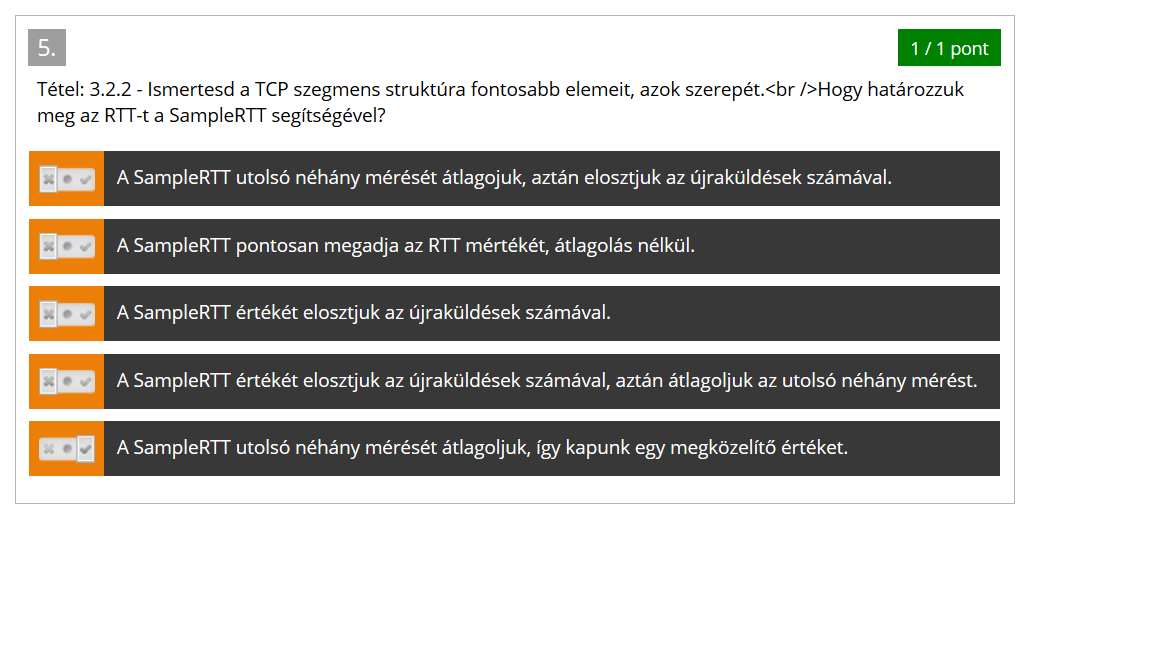 5.
1 / 1 pont
Tétel: 3.2.2 - Ismertesd a TCP szegmens struktúra fontosabb elemeit, azok szerepét.<br />Hogy határozzuk
meg az RTT-t a SampleRTT segítségével?
A SampleRTT utolsó néhány mérését átlagojuk, aztán elosztjuk az újraküldések számával.
A SampleRTT pontosan megadja az RTT mértékét, átlagolás nélkül.
A SampleRTT értékét elosztjuk az újraküldések számával.
A SampleRTT értékét elosztjuk az újraküldések számával, aztán átlagoljuk az utolsó néhány mérést.
A SampleRTT utolsó néhány mérését átlagoljuk, így kapunk egy megközelítő értéket.